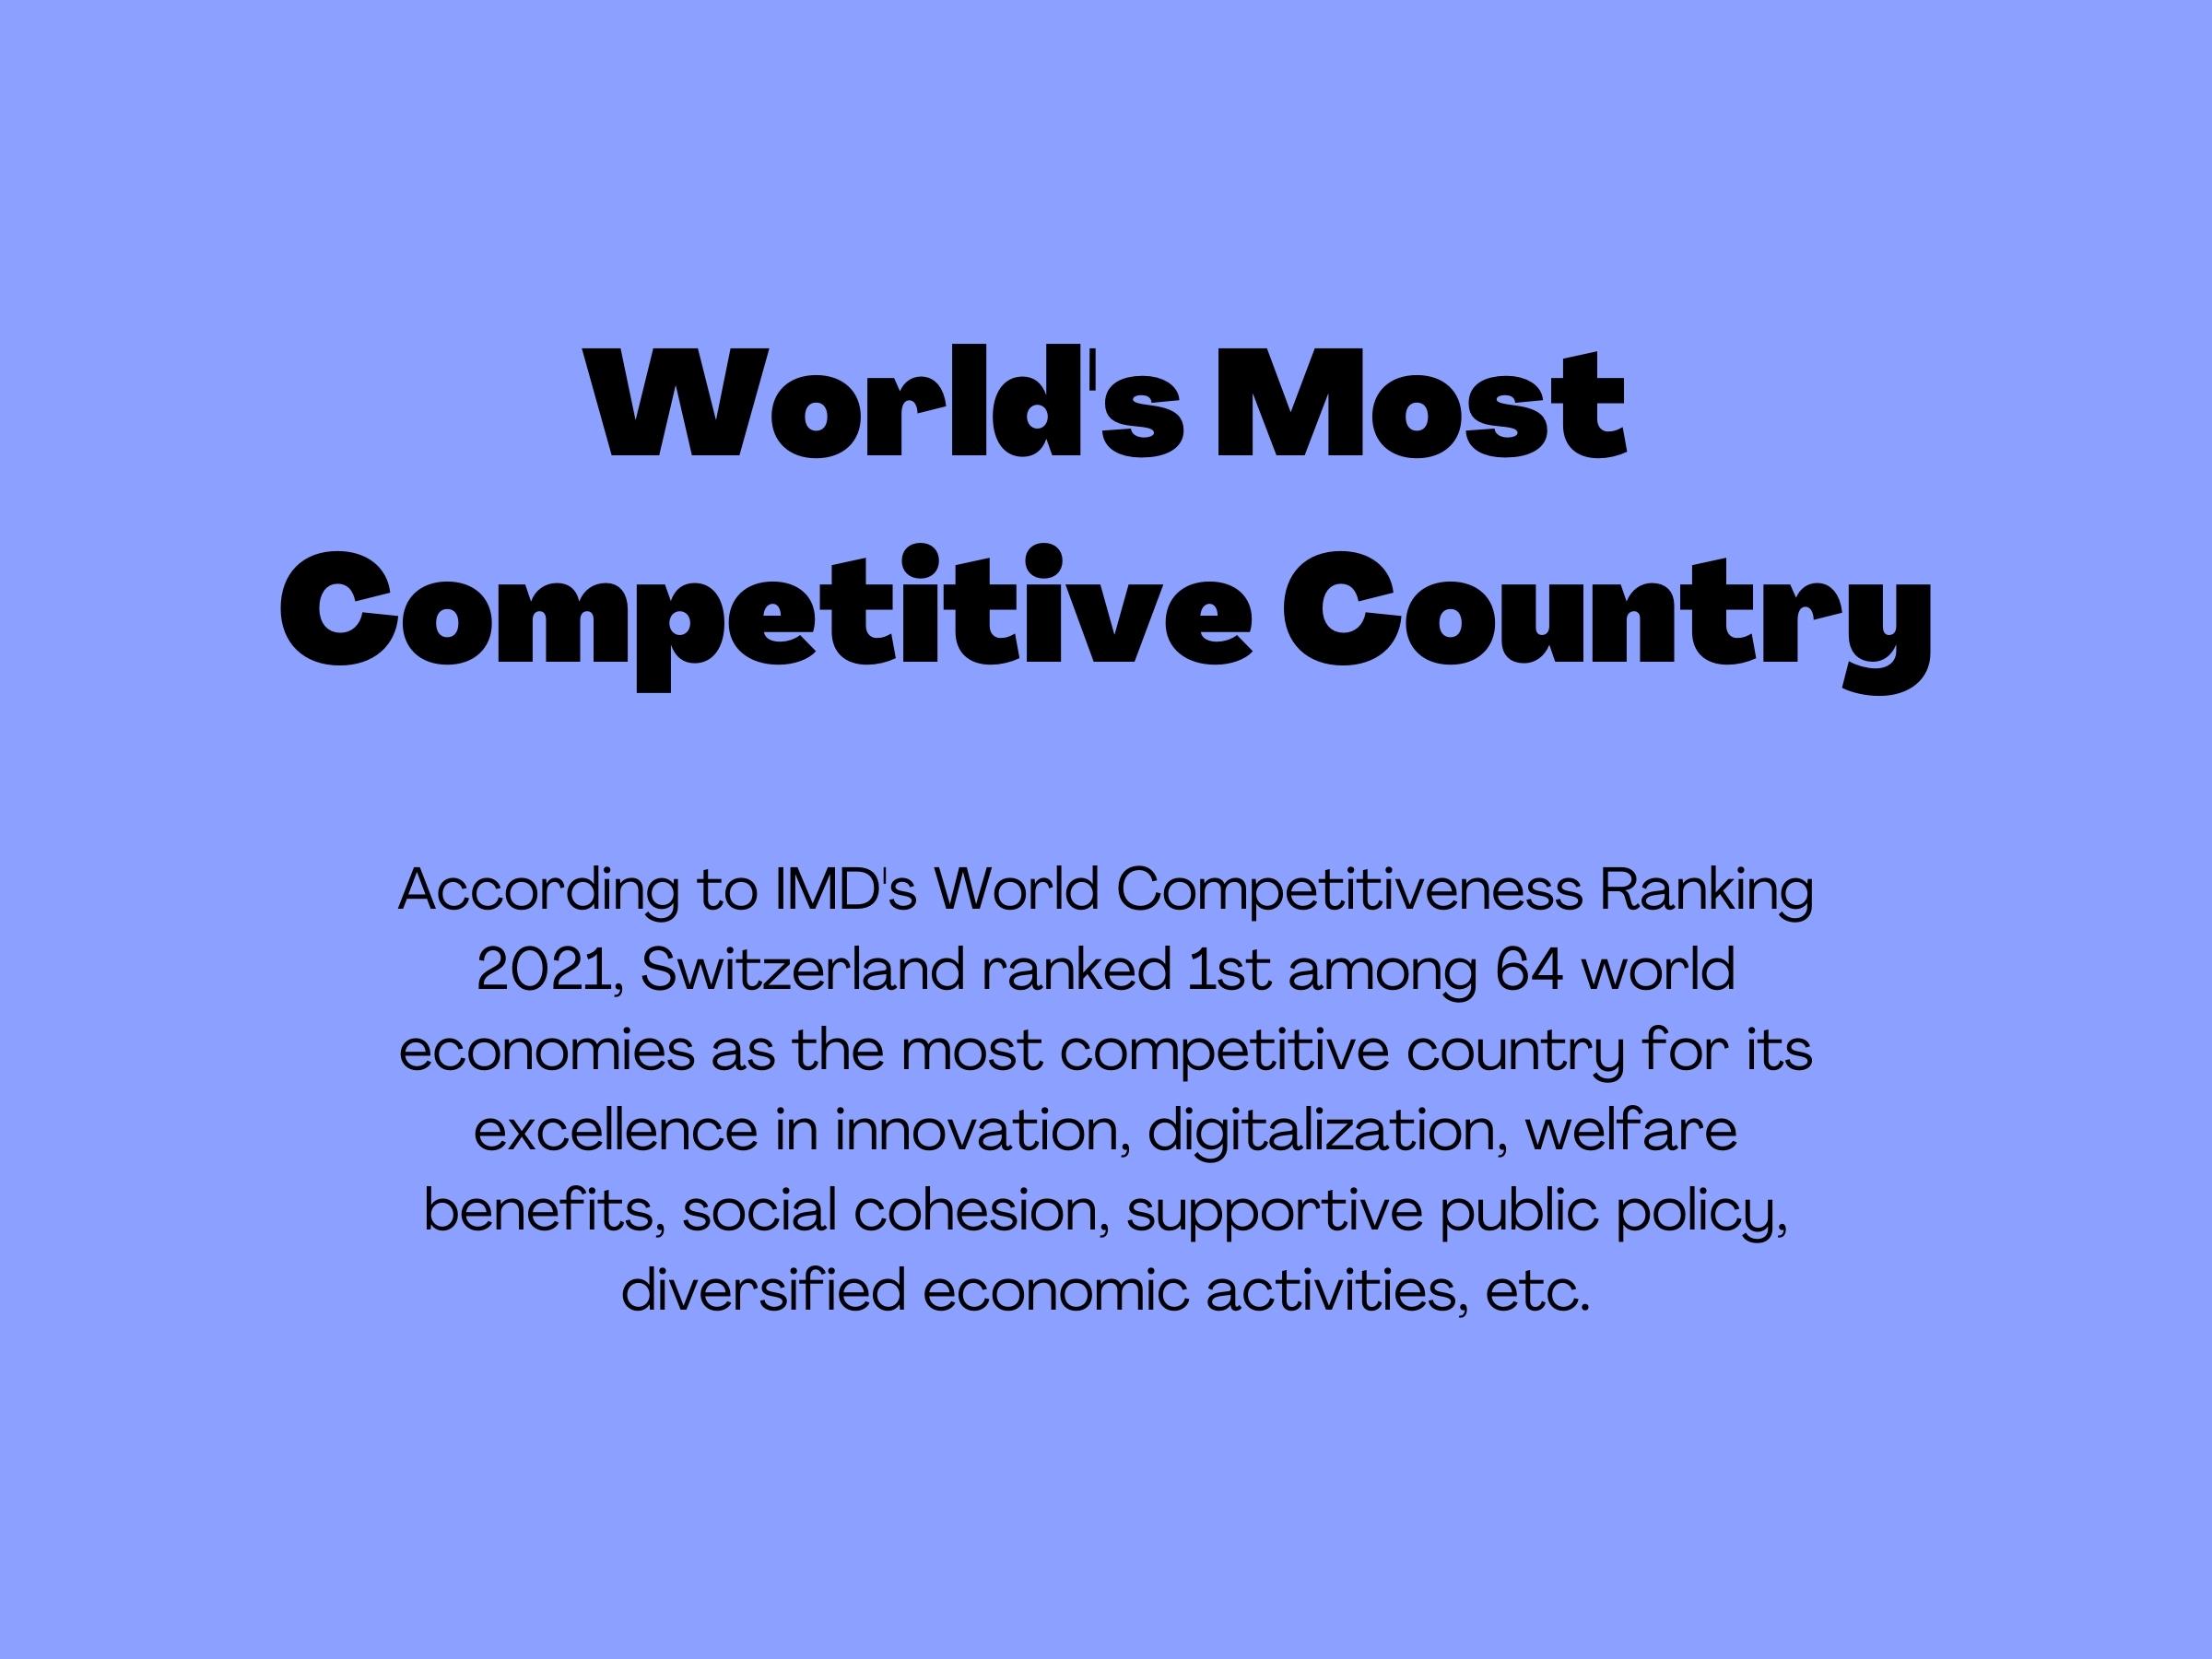 World's Most
Competitive Country
According to IMD's World Competitiveness Ranking
2021, Switzerland ranked 1st among 64 world
economies as the most competitive country for its
excellence in innovation, digitalization, welfare
benefits, social cohesion, supportive public policy,
diversified economic activities, etc.